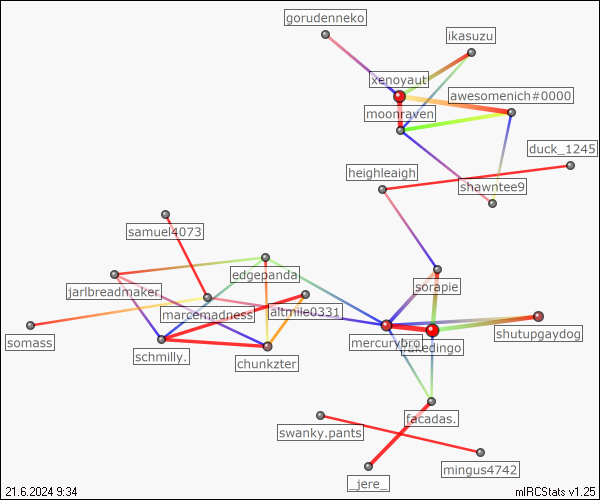 gorudenneko
ikasuzu
xenoyaut
awesomenich#0000
moonraven
duck_1245
heighleaigh
shawntee9
samuel4073
edgepanda
sorapie
jarlbreadmaker
marcemadness
altmile0331
somass
schmilly.
mercurybro
fakedingo
shutupgaydog
chunkzter
facadas.
swanky.pants
_jere_
mingus4742
21.6.2024 9:34
mIRCStats v1.25